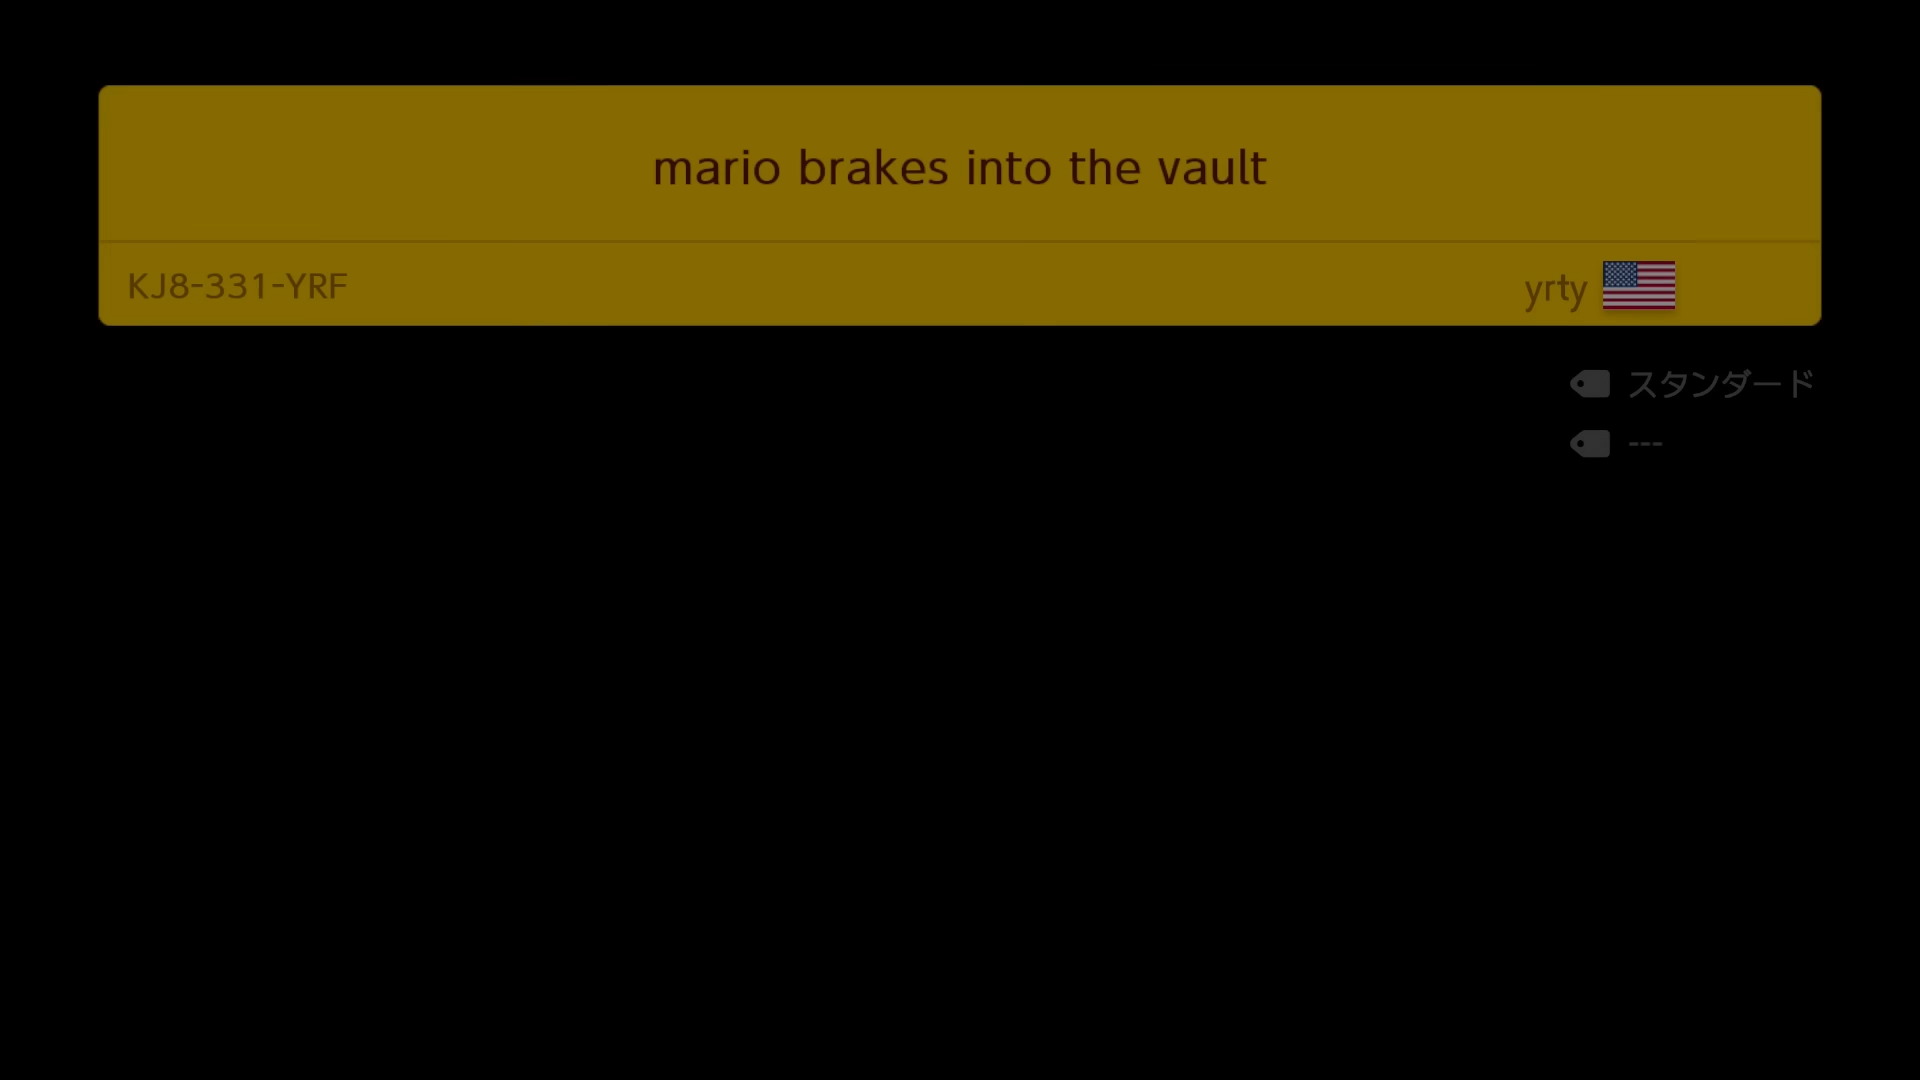 mario brakes into the vault
KJ8-331-YRF
yrty
スタンダード
---